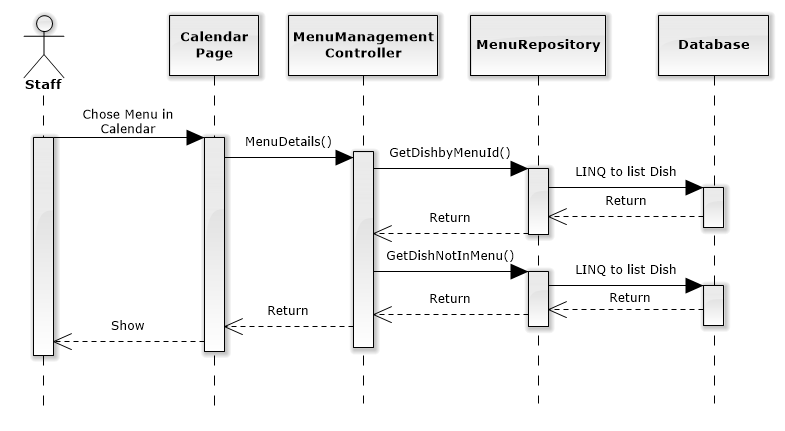 Calendar
Page
MenuManagement
Controller
MenuRepository
Database
Staff
Chose Menu in
Calendar
MenuDetails()
GetDishbyMenuId()
LINQ to list Dish
Return
Return
GetDishNotInMenu()
LINQ to list Dish
Return
Return
Return
Show